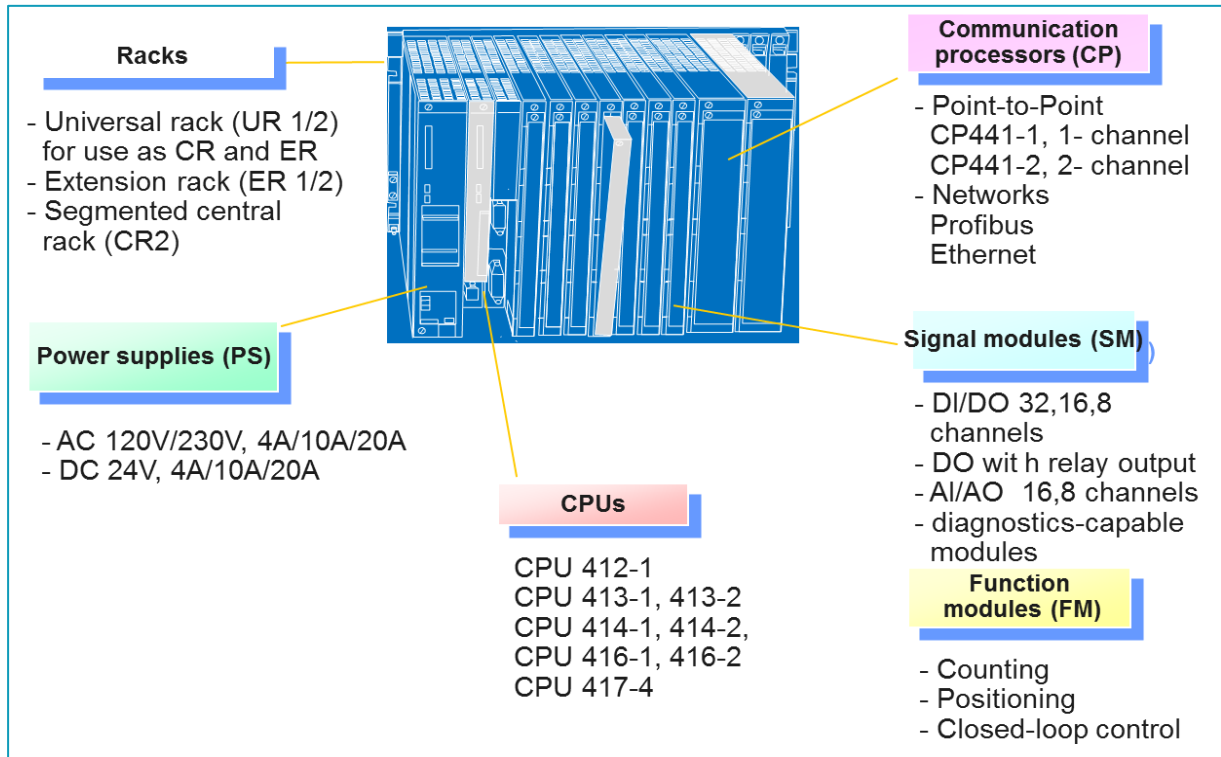 Racks
- Universal rack (UR 1/2)
for use as CR and ER
- Extension rack (ER 1/2)
- Segmented central
rack (CR2)
Power supplies (PS)
- AC 120V/230V, 4A/10A/20A
- DC 24V, 4A/10A/20A
CPUs
CPU 412-1
CPU 413-1, 413-2
CPU 414-1, 414-2,
CPU 416-1, 416-2
CPU 417-4
Communication
processors (CP)
- Point-to-Point
CP441-1, 1- channel
CP441-2, 2- channel
- Networks
Profibus
Ethernet
Signal modules (SM)
)
- DI/DO 32,16,8
channels
- DO wit h relay output
- AI/AO  16,8 channels
- diagnostics-capable
modules
Function
modules (FM)
- Counting
- Positioning
- Closed-loop control